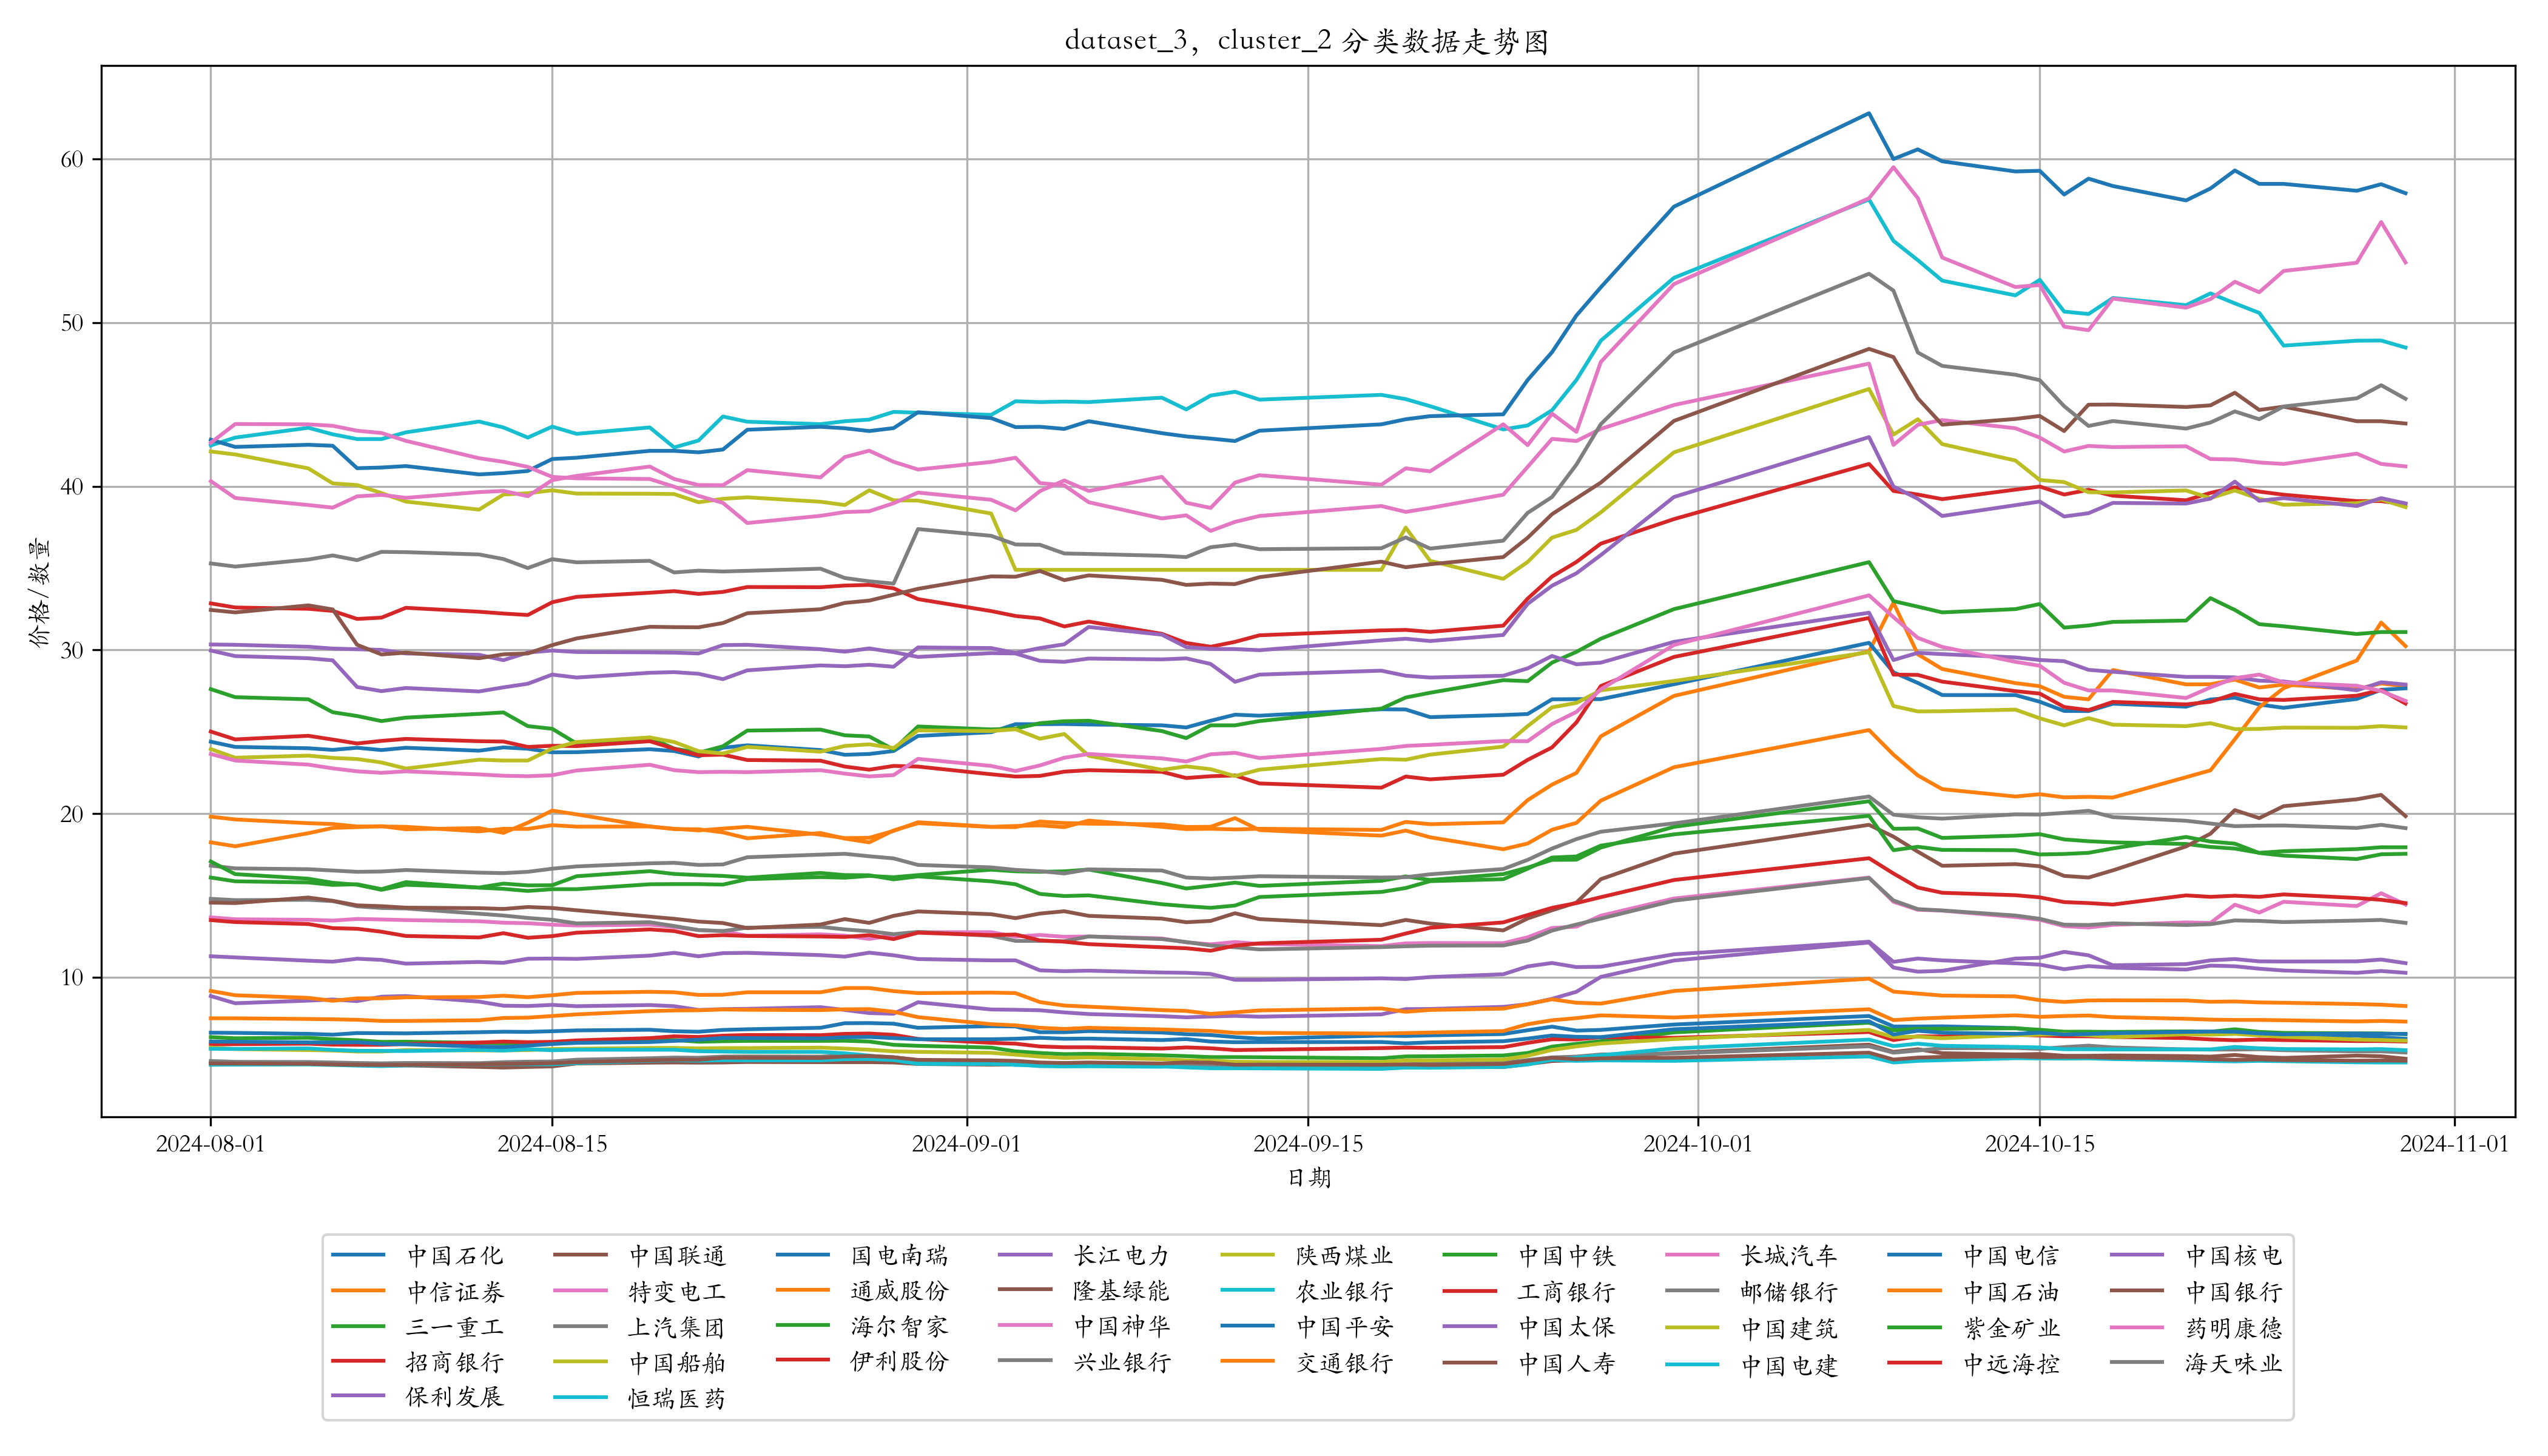 dataset_3，cluster_2 分类数据走势图
价格/数量
60
50
40
30
20
10
2024-08-01 2024-08-15 2024-09-01 2024-09-15 2024-10-01 2024-10-15 2024-11-01
日期
中国石化 中国联通 国电南瑞 长江电力 陕西煤业 中国中铁 长城汽车 中国电信 中国核电
中信证券 特变电工 通威股份 隆基绿能 农业银行 工商银行 邮储银行 中国石油 中国银行
三一重工 上汽集团 海尔智家 中国神华 中国平安 中国太保 中国建筑 紫金矿业 药明康德
招商银行 中国船舶 伊利股份 兴业银行 交通银行 中国人寿 中国电建 中远海控 海天味业
保利发展 恒瑞医药